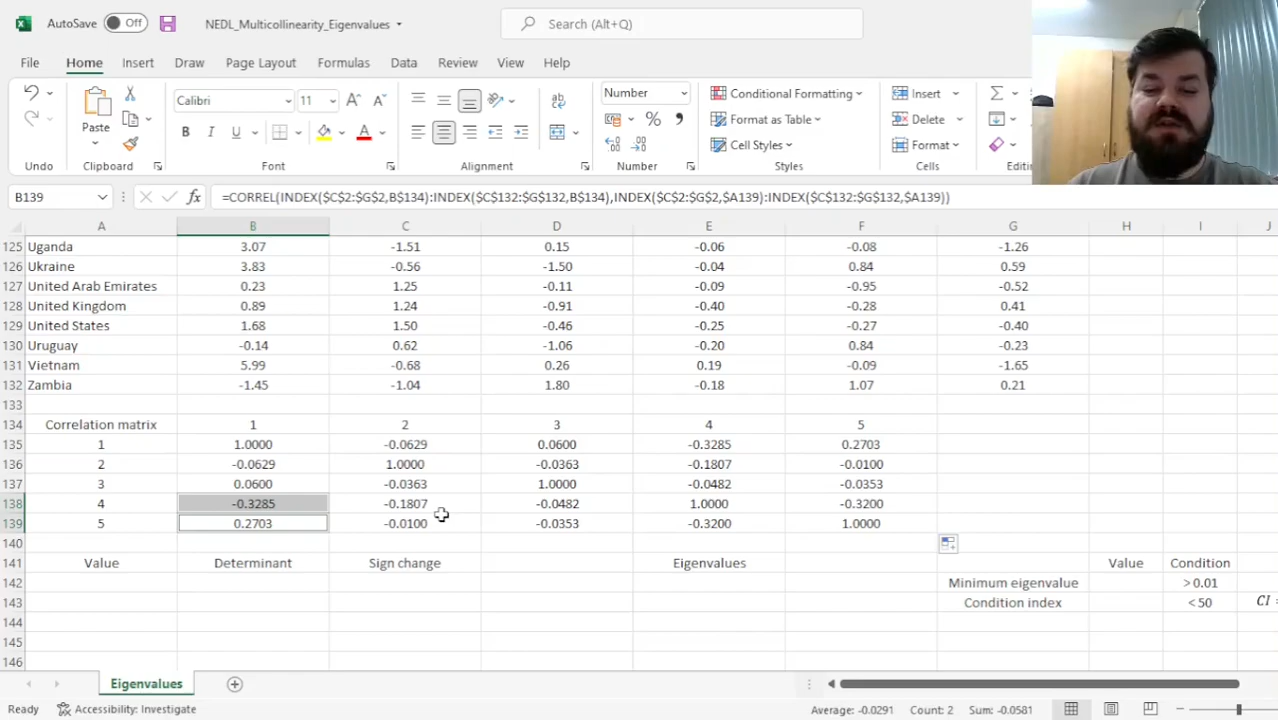 AutoSave Off NEDL_Multicollinearity_Eigenvalues Search (Alt+Q)
File Home Insert Draw Page Layout Formulas Data Review View Help
Paste Calibri 11 Number Conditional Formatting Insert
B I U A % Format as Table Delete
Cell Styles Format
Undo Clipboard Font Alignment Number Styles Cells Editin
B139 fx =CORREL(INDEX($C$2:$G$2,B$134):INDEX($C$132:$G$132,B$134),INDEX($C$2:$G$2,$A139):INDEX($C$132:$G$132,$A139))
A B C D E F G H I J
125 Uganda 3.07 -1.51 0.15 -0.06 -0.08 -1.26
126 Ukraine 3.83 -0.56 -1.50 -0.04 0.84 0.59
127 United Arab Emirates 0.23 1.25 -0.11 -0.09 -0.95 -0.52
128 United Kingdom 0.89 1.24 -0.91 -0.40 -0.28 0.41
129 United States 1.68 1.50 -0.46 -0.25 -0.27 -0.40
130 Uruguay -0.14 0.62 -1.06 -0.20 0.84 -0.23
131 Vietnam 5.99 -0.68 0.26 0.19 -0.09 -1.65
132 Zambia -1.45 -1.04 1.80 -0.18 1.07 0.21
133
134 Correlation matrix 1 2 3 4 5
135 1 1.0000 -0.0629 0.0600 -0.3285 0.2703
136 2 -0.0629 1.0000 -0.0363 -0.1807 -0.0100
137 3 0.0600 -0.0363 1.0000 -0.0482 -0.0353
138 4 -0.3285 -0.1807 -0.0482 1.0000 -0.3200
139 5 0.2703 -0.0100 -0.0353 -0.3200 1.0000
140
141 Value Determinant Sign change Eigenvalues Value Condition
142 Minimum eigenvalue > 0.01
143 Condition index < 50 CI =
144
145
146
Eigenvalues
Ready Accessibility: Investigate Average: -0.0291 Count: 2 Sum: -0.0581